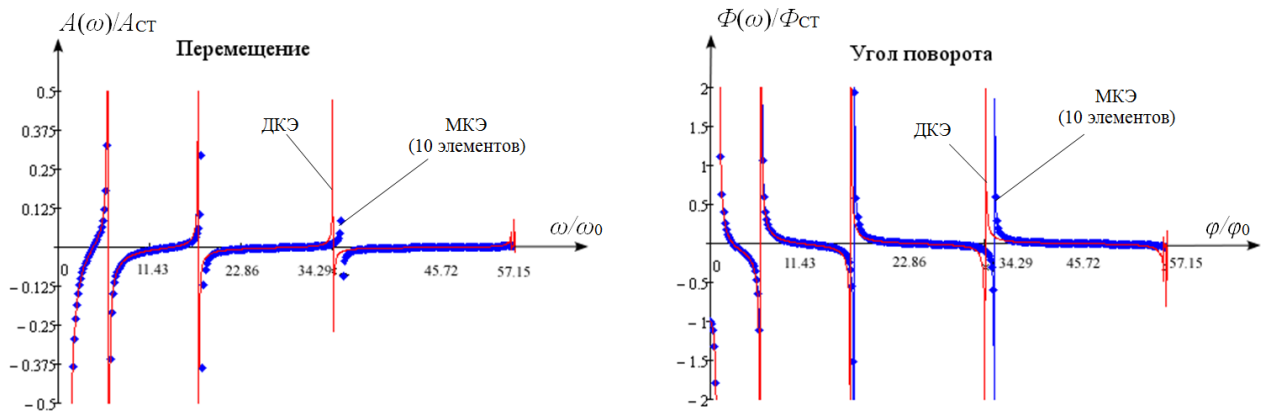 A(ω)/AСТ
Перемещение
0.5
0.375
0.25
0.125
ДКЭ
МКЭ
(10 элементов)
ω/ω0
0
11.43
22.86
34.29
45.72
57.15
– 0.125
– 0.25
– 0.375
– 0.5
Φ(ω)/ΦСТ
Угол поворота
2
1.5
1
0.5
ДКЭ
МКЭ
(10 элементов)
φ/φ0
0
11.43
22.86
34.29
45.72
57.15
– 0.5
– 1
– 1.5
– 2